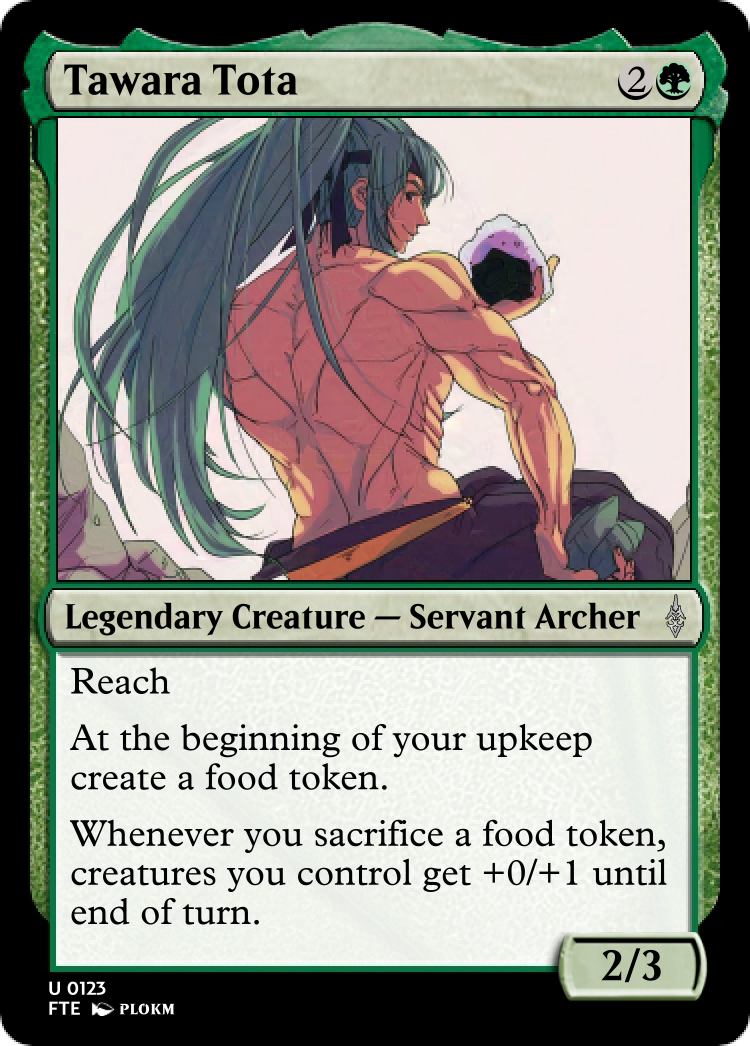 Tawara Tota 2
Legendary Creature — Servant Archer
Reach
At the beginning of your upkeep
create a food token.
Whenever you sacrifice a food token,
creatures you control get +0/+1 until
end of turn.
2/3
U 0123
FTE PLOKM